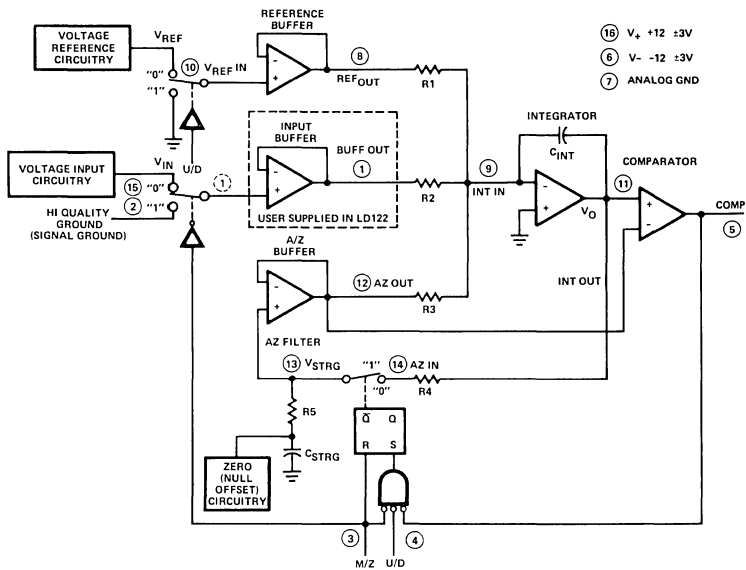 VOLTAGE
REFERENCE
CIRCUITRY
VREF
10
VREF IN
"0"
"1"
U/D
REFERENCE
BUFFER
-
+
8
REFOUT
R1
16 V+ +12 ±3V
6 V- -12 ±3V
7 ANALOG GND
VOLTAGE INPUT
CIRCUITRY
VIN
15 "0"
2 "1"
HI QUALITY
GROUND
(SIGNAL GROUND)
1
INPUT
BUFFER
-
+
BUFF OUT
1
USER SUPPLIED IN LD122
R2
9
INT IN
INTEGRATOR
CINT
-
+
VO
11
INT OUT
COMPARATOR
+
-
COMP
5
A/Z
BUFFER
-
+
12 AZ OUT
R3
AZ FILTER
13 VSTRG
"1"
"0"
14 AZ IN
R4
R5
CSTRG
ZERO
(NULL
OFFSET)
CIRCUITRY
Q̅ Q
R S
3
4
M/Z U/D